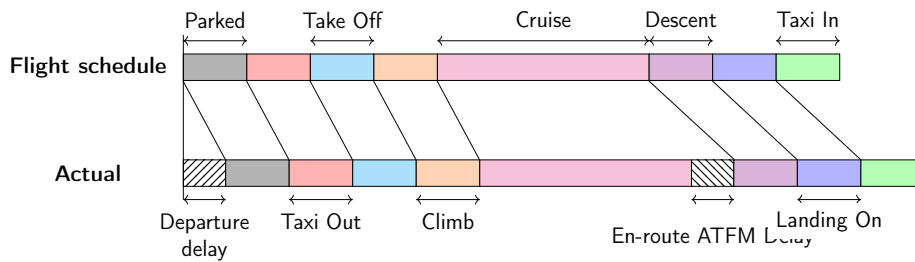 Parked
Take Off
Cruise
Descent
Taxi In
Flight schedule
Actual
Departure
delay
Taxi Out
Climb
En-route ATFM Delay
Landing On